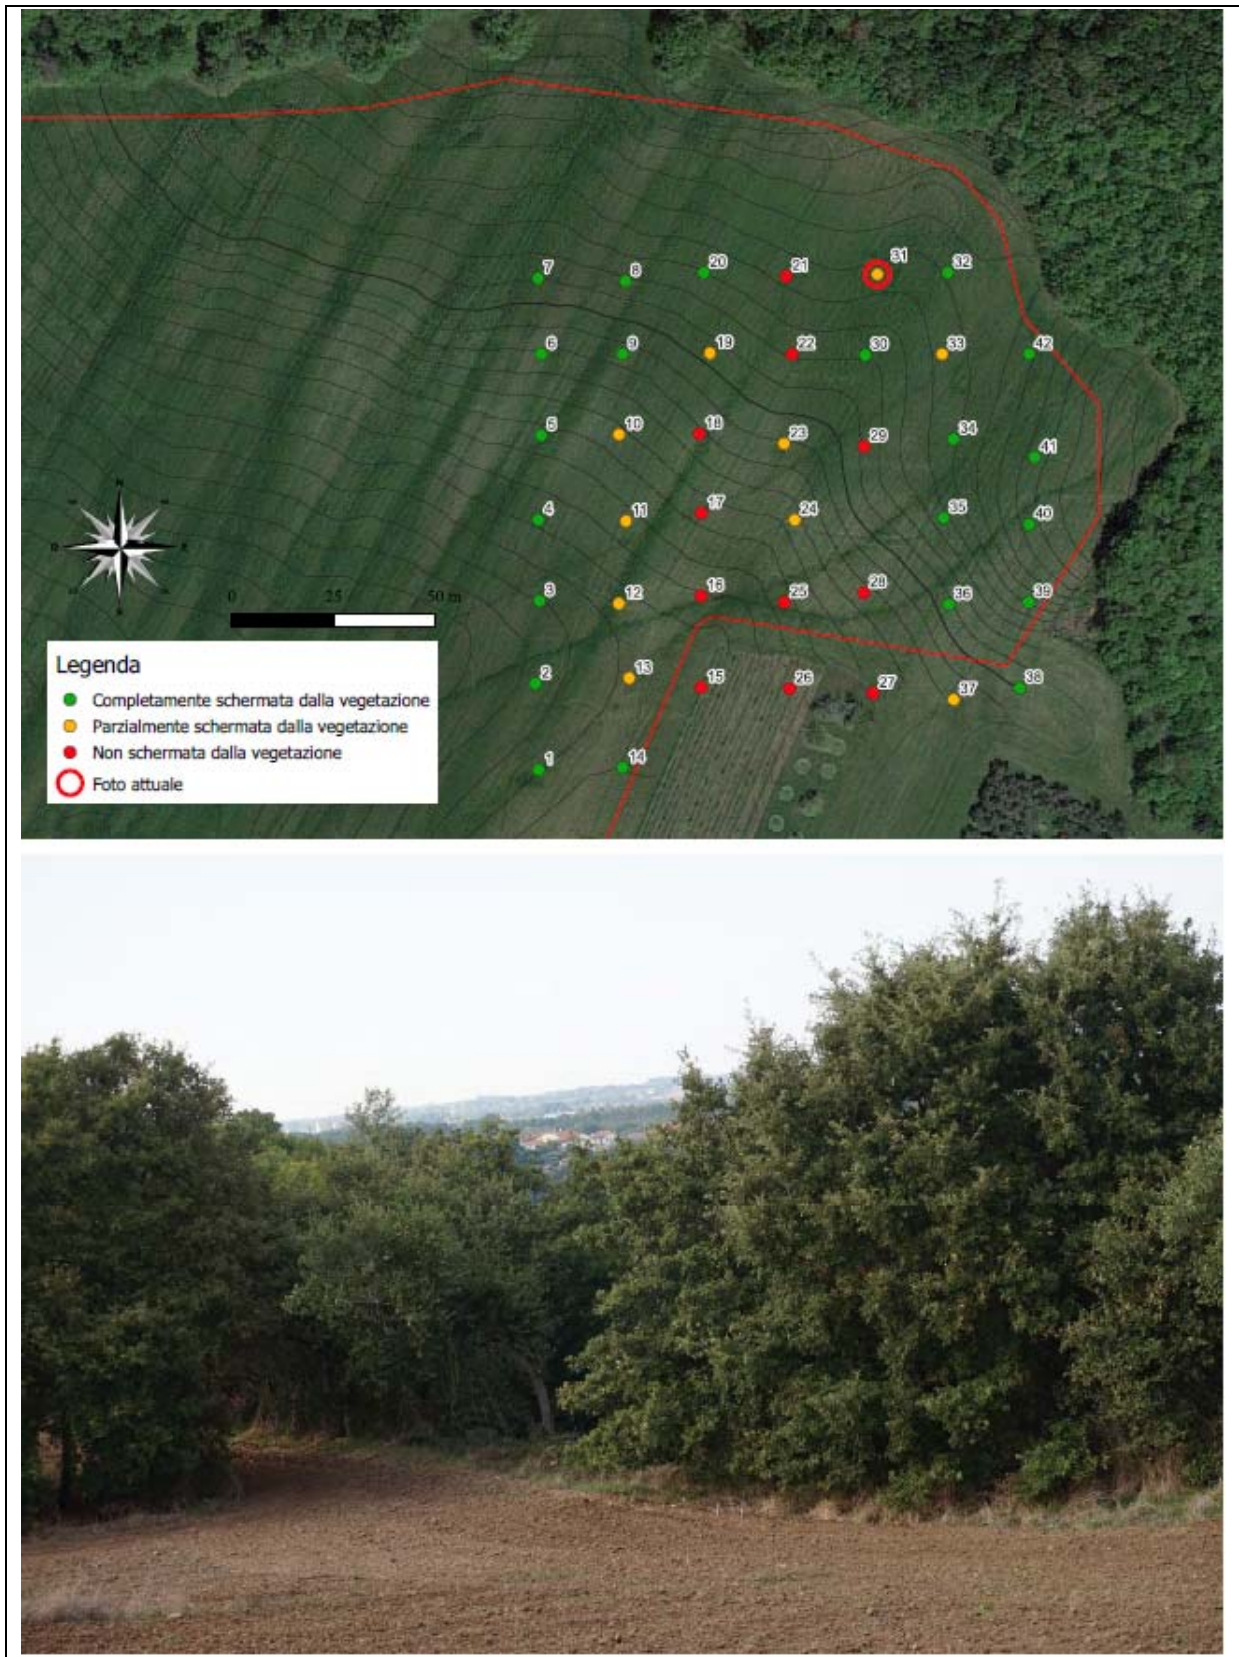 31
7 8 20 21 32
6 9 19 22 30 33 42
5 10 18 23 29 34
41
4 11 17 24 35 40
N
O E
S
3 12 16 25 28 36 39
0 25 50 m
2 13 15 26 27 37 38
1 14
Legenda
Completamente schermata dalla vegetazione
Parzialmente schermata dalla vegetazione
Non schermata dalla vegetazione
Foto attuale